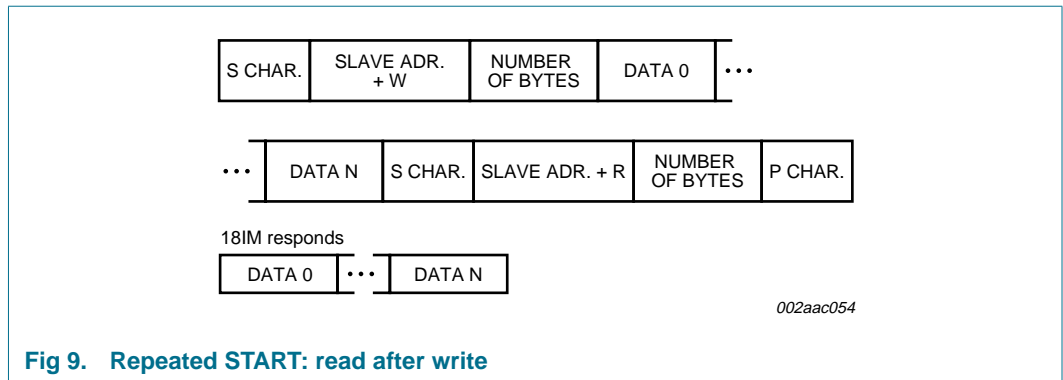 S CHAR. SLAVE ADR. + W NUMBER OF BYTES DATA 0 •••
••• DATA N S CHAR. SLAVE ADR. + R NUMBER OF BYTES P CHAR.
18IM responds
DATA 0 ••• DATA N
002aac054
Fig 9. Repeated START: read after write